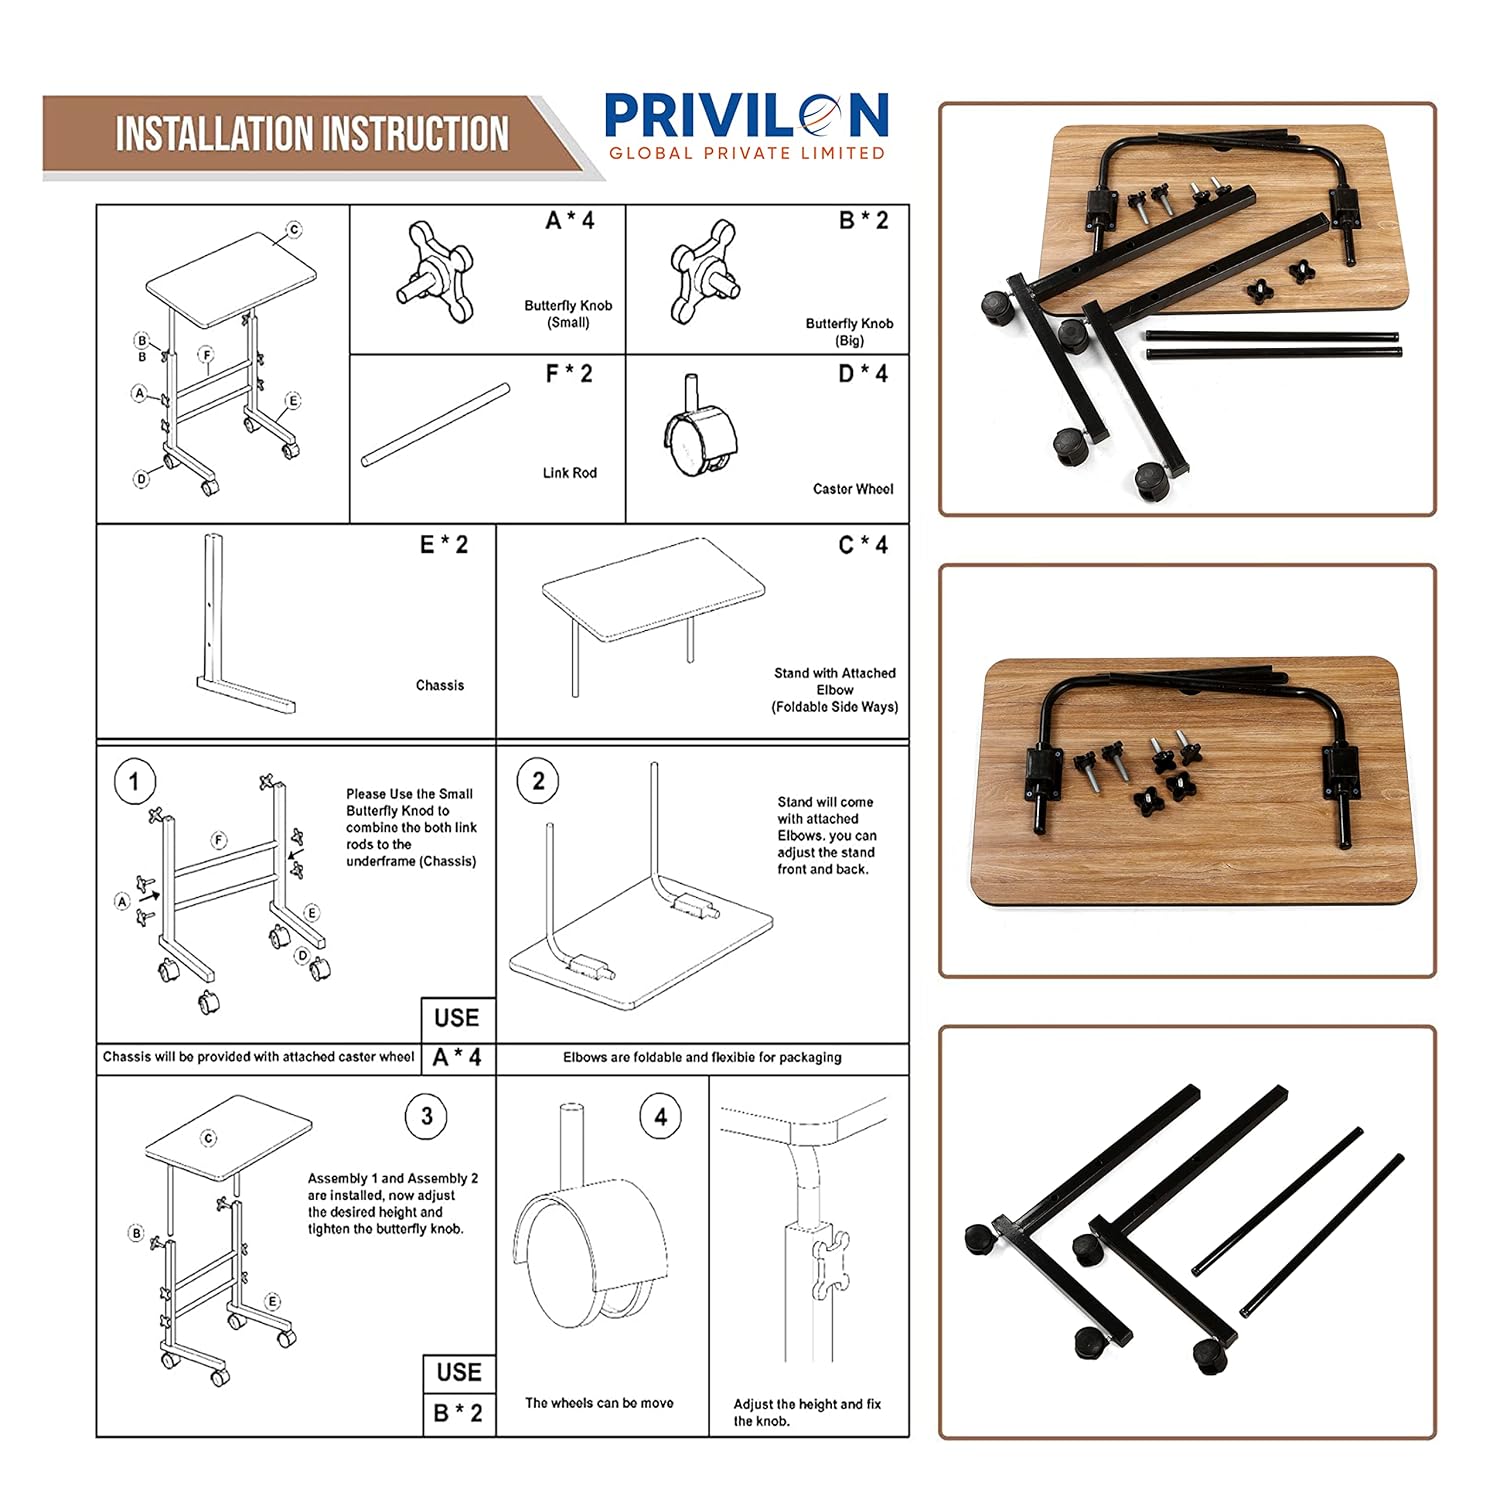 INSTALLATION INSTRUCTION
PRIVILON
GLOBAL PRIVATE LIMITED
C
B
B
F
A
E
D
A * 4
Butterfly Knob
(Small)
B * 2
Butterfly Knob
(Big)
F * 2
Link Rod
D * 4
Caster Wheel
E * 2
Chassis
C * 4
Stand with Attached
Elbow
(Foldable Side Ways)
1
Please Use the Small
Butterfly Knod to
combine the both link
rods to the
underframe (Chassis)
F
A
E
D
USE
Chassis will be provided with attached caster wheel
A * 4
2
Stand will come
with attached
Elbows. you can
adjust the stand
front and back.
Elbows are foldable and flexibie for packaging
3
C
Assembly 1 and Assembly 2
are installed, now adjust
the desired height and
tighten the butterfly knob.
B
E
USE
B * 2
4
The wheels can be move
Adjust the height and fix
the knob.